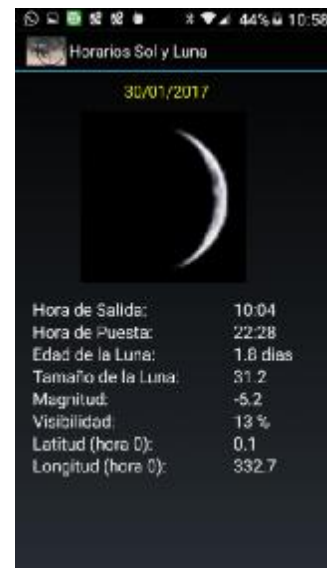 44% 10:58
Horarios Sol y Luna
30/01/2017
Hora de Salida: 10:04
Hora de Puesta: 22:28
Edad de la Luna: 1.8 dias
Tamaño de la Luna: 31.2
Magnitud: -5.2
Visibilidad: 13 %
Latitud (hora 0): 0.1
Longitud (hora 0): 332.7